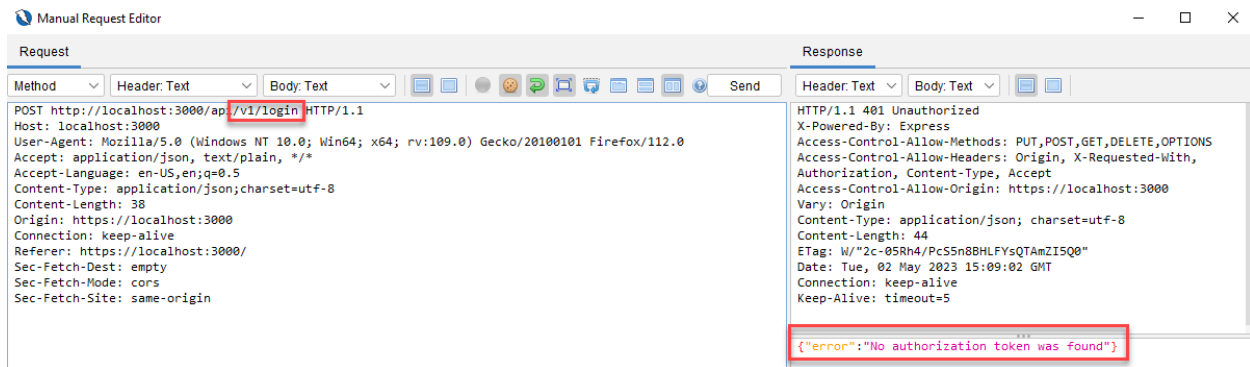 Manual Request Editor
Request
Method Header: Text Body: Text Send
POST http://localhost:3000/api/v1/login HTTP/1.1
Host: localhost:3000
User-Agent: Mozilla/5.0 (Windows NT 10.0; Win64; x64; rv:109.0) Gecko/20100101 Firefox/112.0
Accept: application/json, text/plain, */*
Accept-Language: en-US,en;q=0.5
Content-Type: application/json;charset=utf-8
Content-Length: 38
Origin: https://localhost:3000
Connection: keep-alive
Referer: https://localhost:3000/
Sec-Fetch-Dest: empty
Sec-Fetch-Mode: cors
Sec-Fetch-Site: same-origin
Response
Header: Text Body: Text
HTTP/1.1 401 Unauthorized
X-Powered-By: Express
Access-Control-Allow-Methods: PUT,POST,GET,DELETE,OPTIONS
Access-Control-Allow-Headers: Origin, X-Requested-With,
Authorization, Content-Type, Accept
Access-Control-Allow-Origin: https://localhost:3000
Vary: Origin
Content-Type: application/json; charset=utf-8
Content-Length: 44
ETag: W/"2c-05Rh4/PcS5n8BHLFYsQTAmZI5Q0"
Date: Tue, 02 May 2023 15:09:02 GMT
Connection: keep-alive
Keep-Alive: timeout=5
{"error":"No authorization token was found"}